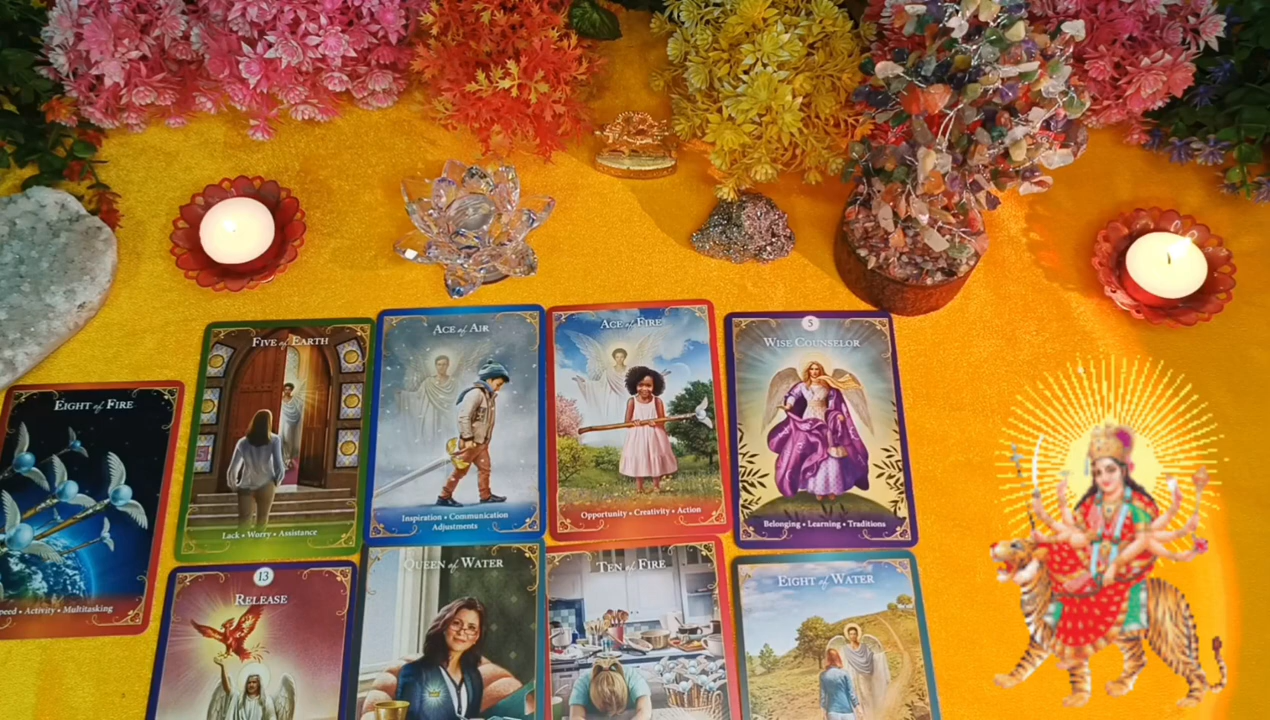 FIVE of EARTH
Lack • Worry • Assistance
ACE of AIR
Inspiration • Communication
Adjustments
ACE of FIRE
Opportunity • Creativity • Action
5
WISE COUNSELOR
Belonging • Learning • Traditions
EIGHT of FIRE
Activity • Multitasking
13
RELEASE
QUEEN of WATER
TEN of FIRE
EIGHT of WATER